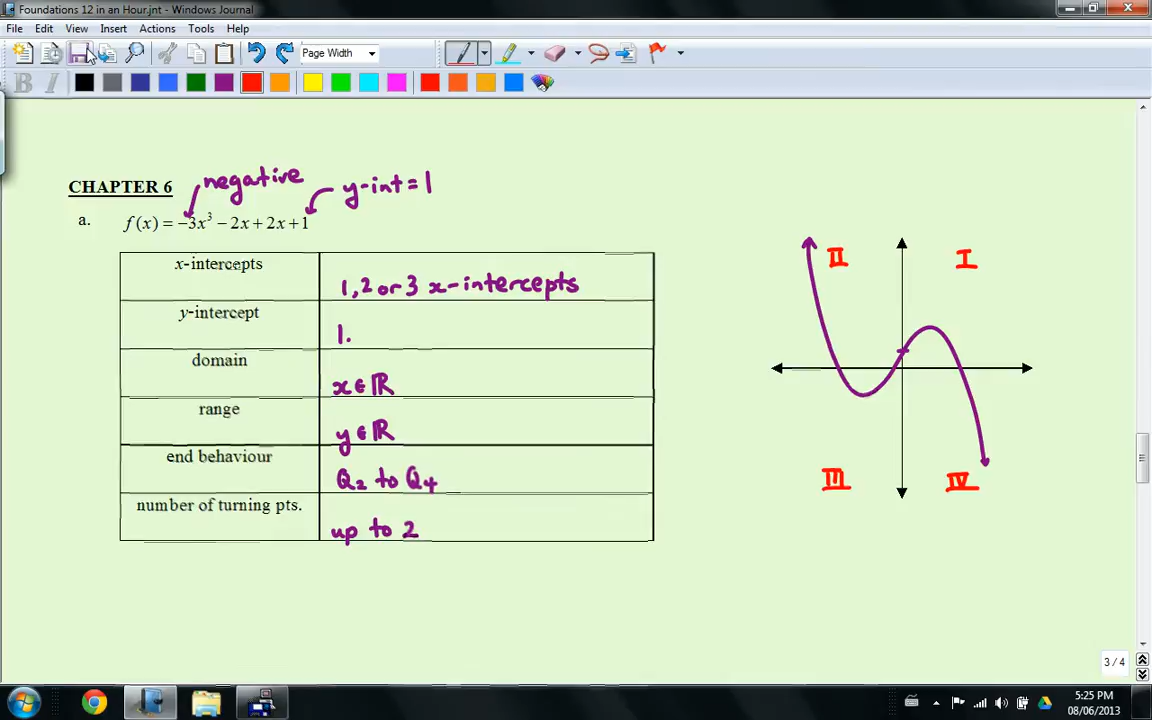 Foundations 12 in an Hour.jnt - Windows Journal
File Edit View Insert Actions Tools Help
Page Width
B I
CHAPTER 6
negative
y-int = 1
a. f(x) = −3x³ − 2x + 2x + 1
x-intercepts 1, 2 or 3 x-intercepts
y-intercept 1.
domain x ∈ ℝ
range y ∈ ℝ
end behaviour Q₂ to Q₄
number of turning pts. up to 2
II I
III IV
3 / 4
5:25 PM
08/06/2013